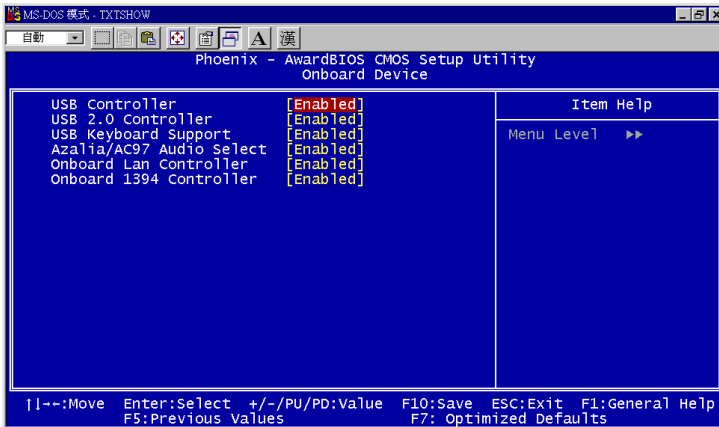 MS-DOS 模式 - TXTSHOW
自動 A 漢
Phoenix - AwardBIOS CMOS Setup Utility
Onboard Device
USB Controller [Enabled]
USB 2.0 Controller [Enabled]
USB Keyboard Support [Enabled]
Azalia/AC97 Audio Select [Enabled]
Onboard Lan Controller [Enabled]
Onboard 1394 Controller [Enabled]
Item Help
Menu Level ▶▶
↑↓→←:Move Enter:Select +/-/PU/PD:Value F10:Save ESC:Exit F1:General Help
F5:Previous Values F7: Optimized Defaults